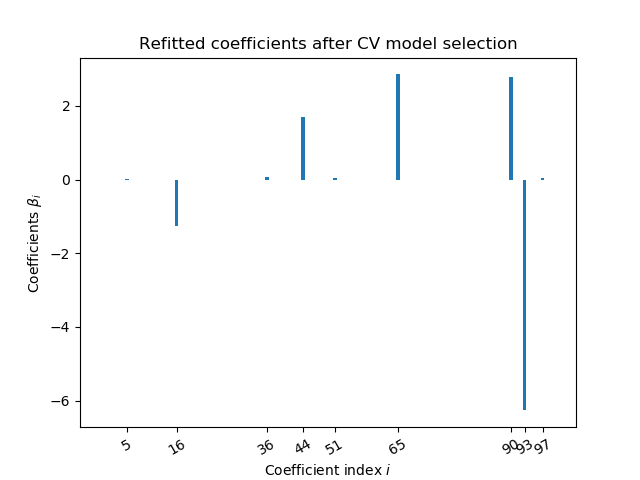 Refitted coefficients after CV model selection
2
0
−2
−4
−6
Coefficients βi
5 16 36 44 51 65 90 93 97
Coefficient index i